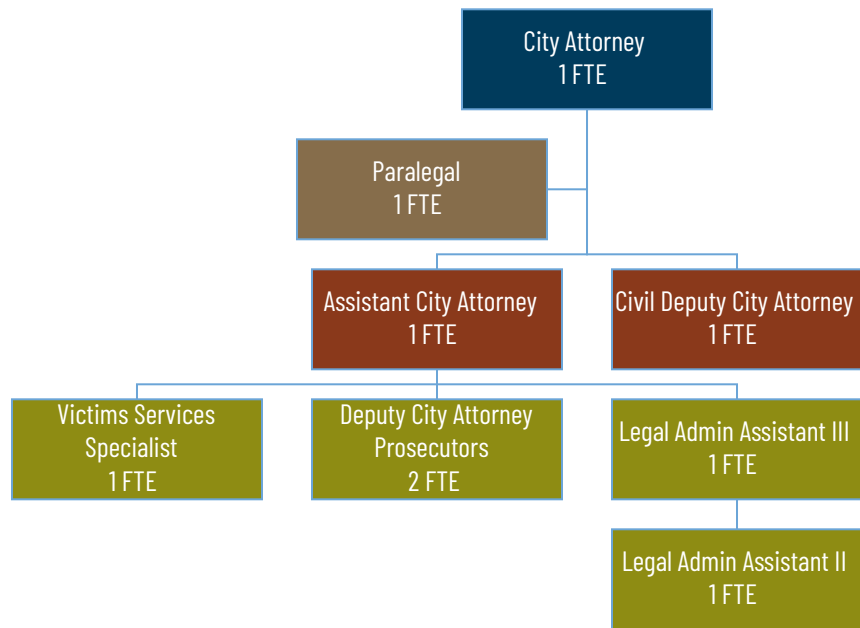 City Attorney
1 FTE
Paralegal
1 FTE
Assistant City Attorney
1 FTE
Civil Deputy City Attorney
1 FTE
Victims Services
Specialist
1 FTE
Deputy City Attorney
Prosecutors
2 FTE
Legal Admin Assistant III
1 FTE
Legal Admin Assistant II
1 FTE